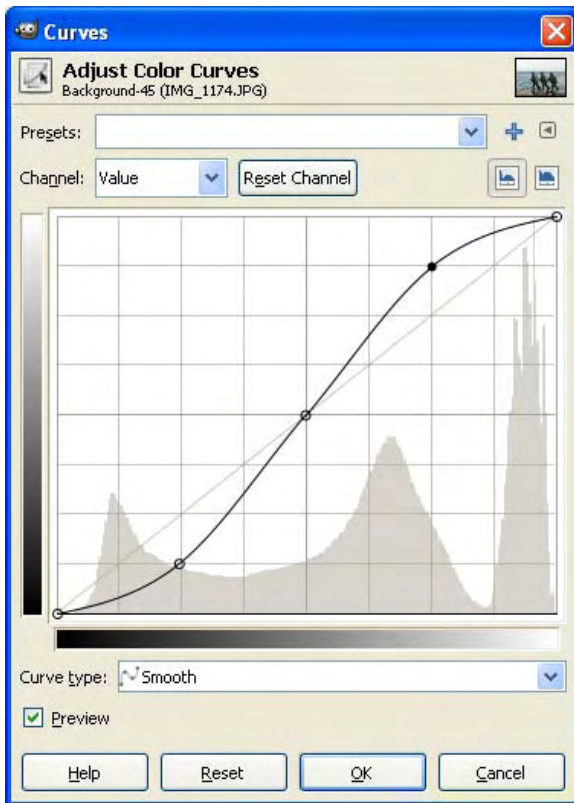 Curves
Adjust Color Curves
Background-45 (IMG_1174.JPG)
Presets:
Channel: Value Reset Channel
Curve type: Smooth
Preview
Help Reset OK Cancel